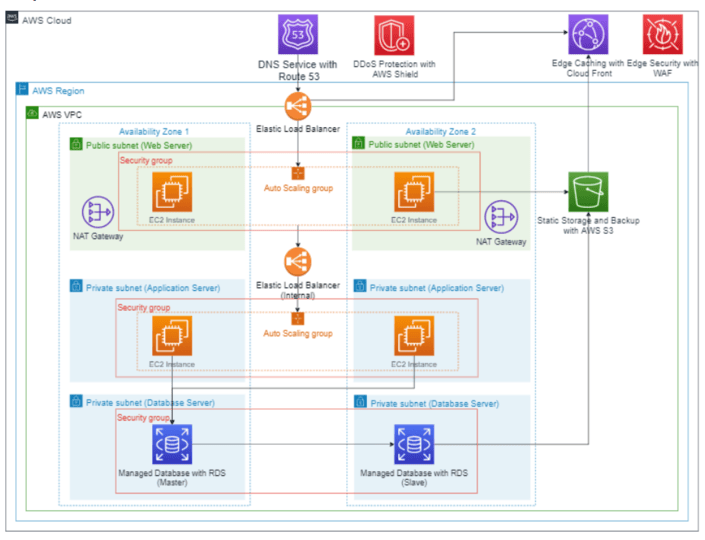 AWS Cloud
53
DNS Service with
Route 53
DDoS Protection with
AWS Shield
Edge Caching with
Cloud Front
Edge Security with
WAF
AWS Region
AWS VPC
Elastic Load Balancer
Availability Zone 1
Availability Zone 2
Public subnet (Web Server)
Public subnet (Web Server)
Security group
Auto Scaling group
EC2 Instance
EC2 Instance
NAT Gateway
NAT Gateway
Static Storage and Backup
with AWS S3
Elastic Load Balancer
(Internal)
Private subnet (Application Server)
Private subnet (Application Server)
Security group
Auto Scaling group
EC2 Instance
EC2 Instance
Private subnet (Database Server)
Private subnet (Database Server)
Security group
Managed Database with RDS
(Master)
Managed Database with RDS
(Slave)